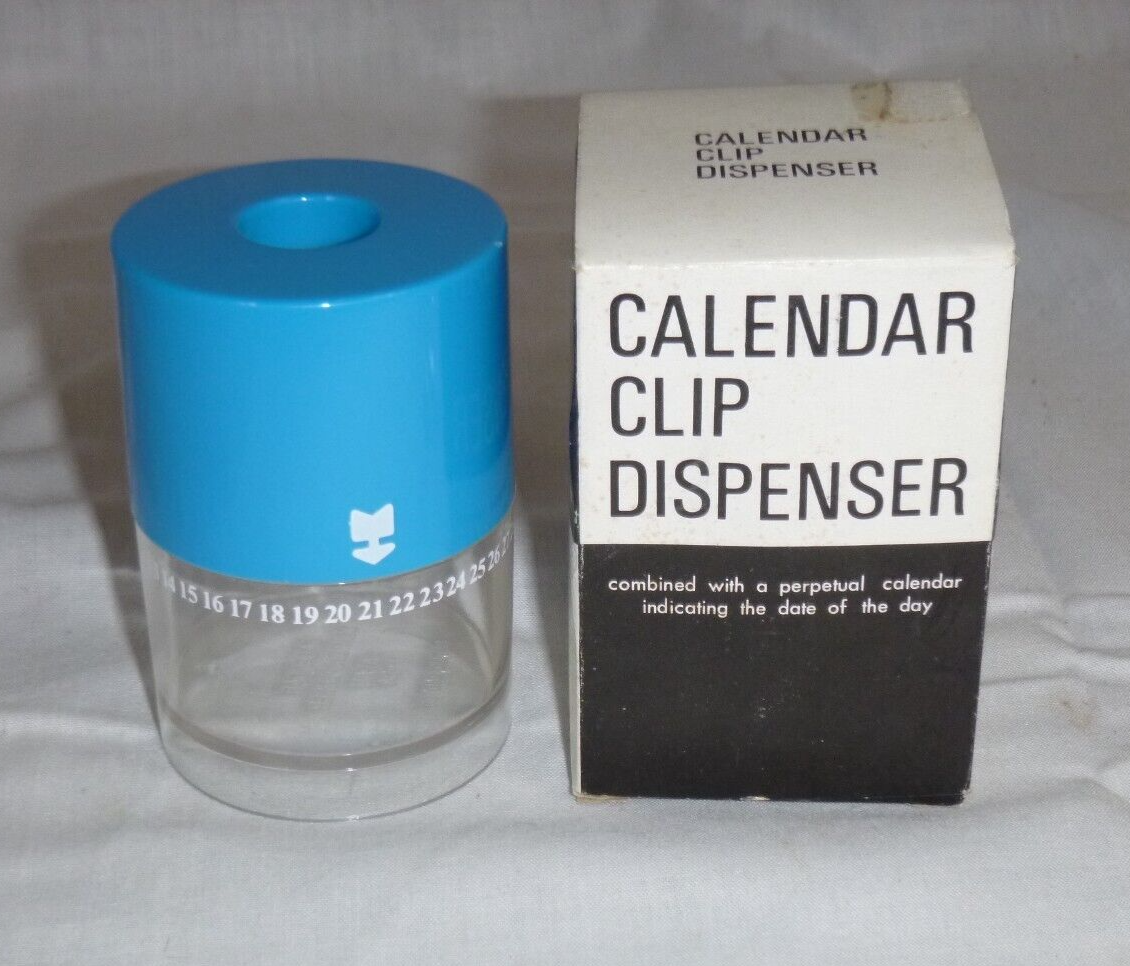 CALENDAR
CLIP
DISPENSER
CALENDAR
CLIP
DISPENSER
combined with a perpetual calendar
indicating the date of the day
14 15 16 17 18 19 20 21 22 23 24 25 26 27